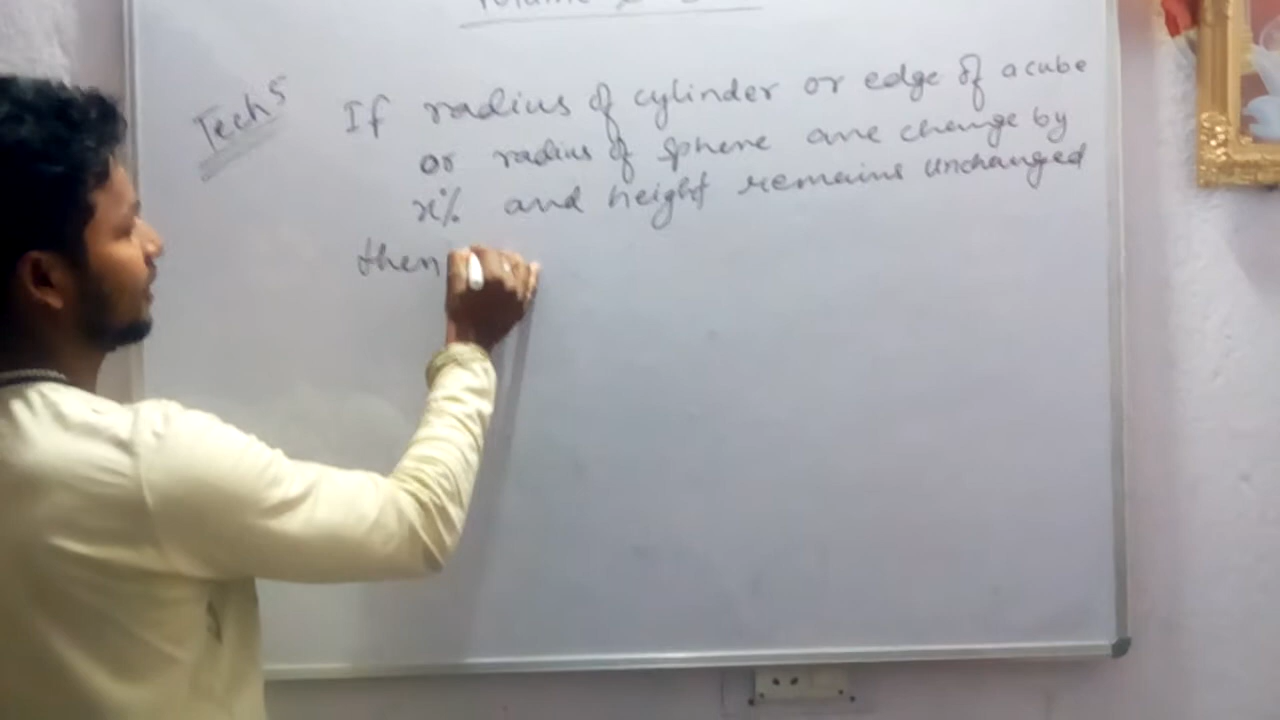 Volume
Tech 5
If radius of cylinder or edge of a cube
or radius of sphere are change by
x% and height remains unchanged
then